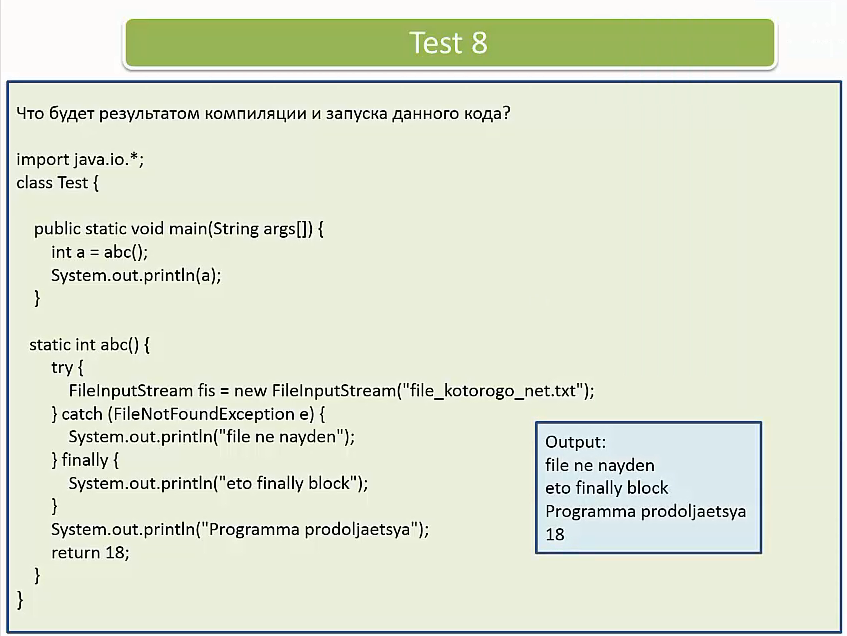 Test 8
Что будет результатом компиляции и запуска данного кода?
import java.io.*;
class Test {
public static void main(String args[]) {
int a = abc();
System.out.println(a);
}
static int abc() {
try {
FileInputStream fis = new FileInputStream("file_kotorogo_net.txt");
} catch (FileNotFoundException e) {
System.out.println("file ne nayden");
} finally {
System.out.println("eto finally block");
}
System.out.println("Programma prodoljaetsya");
return 18;
}
}
Output:
file ne nayden
eto finally block
Programma prodoljaetsya
18